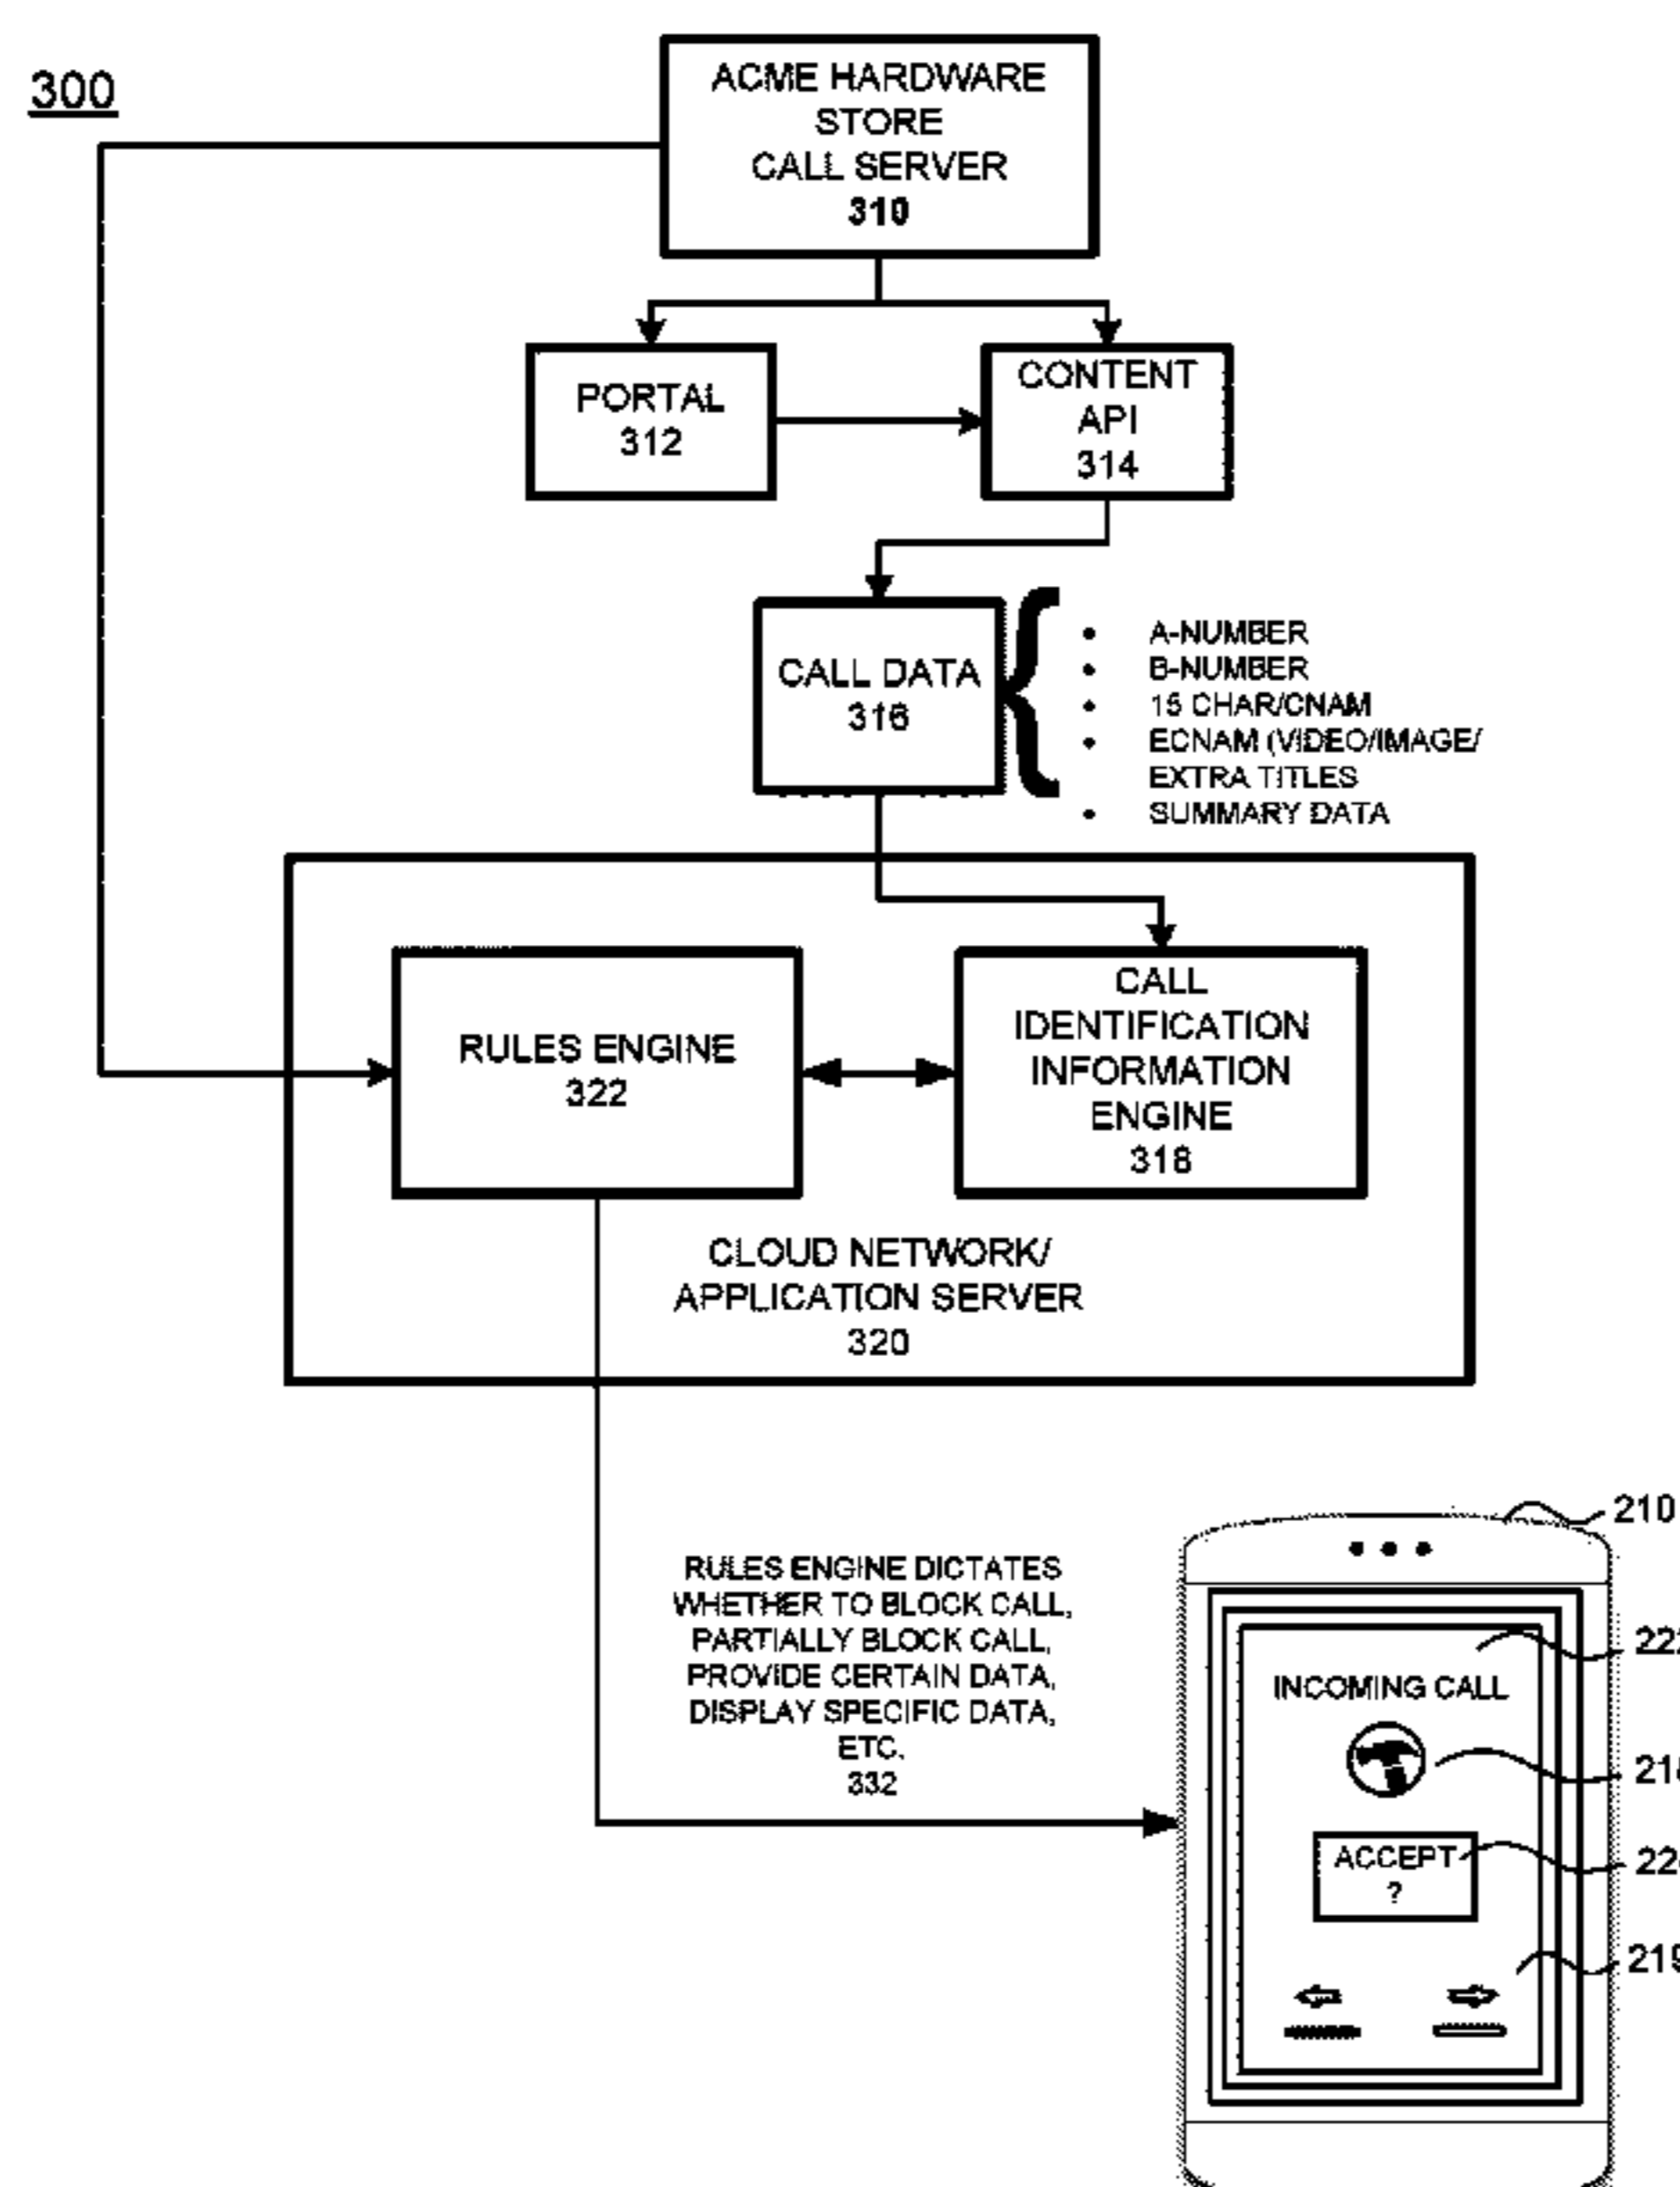 300
ACME HARDWARE
STORE
CALL SERVER
310
PORTAL
312
CONTENT
API
314
CALL DATA
316
• A-NUMBER
• B-NUMBER
• 15 CHAR/CNAM
• ECNAM (VIDEO/IMAGE/
EXTRA TITLES
• SUMMARY DATA
RULES ENGINE
322
CALL
IDENTIFICATION
INFORMATION
ENGINE
318
CLOUD NETWORK/
APPLICATION SERVER
320
RULES ENGINE DICTATES
WHETHER TO BLOCK CALL,
PARTIALLY BLOCK CALL,
PROVIDE CERTAIN DATA,
DISPLAY SPECIFIC DATA,
ETC.
332
210
INCOMING CALL
ACCEPT
?
219